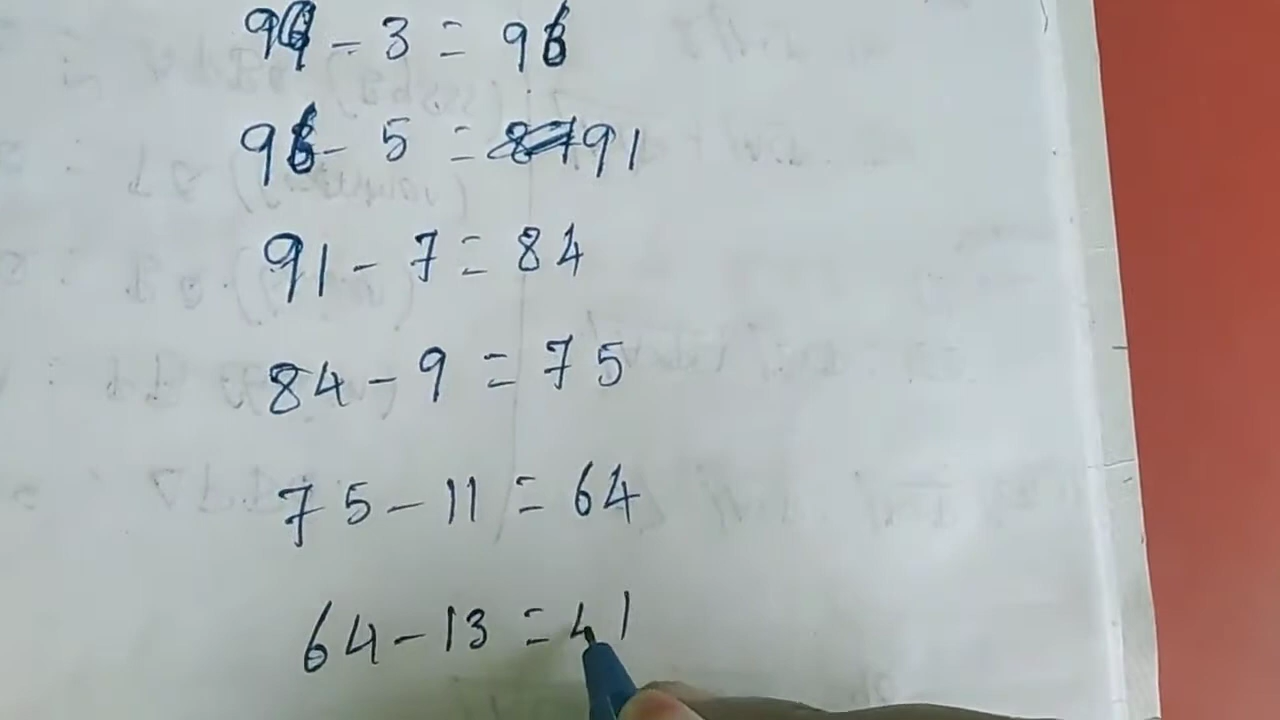 99 - 3 = 96
96 - 5 = 91
91 - 7 = 84
84 - 9 = 75
75 - 11 = 64
64 - 13 = 41